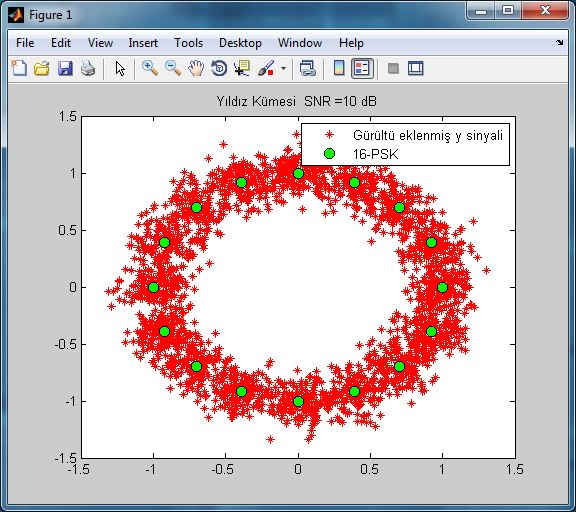 Figure 1
File Edit View Insert Tools Desktop Window Help
Yıldız Kümesi SNR =10 dB
Gürültü eklenmiş y sinyali
16-PSK
1.5
1
0.5
0
-0.5
-1
-1.5
-1.5 -1 -0.5 0 0.5 1 1.5